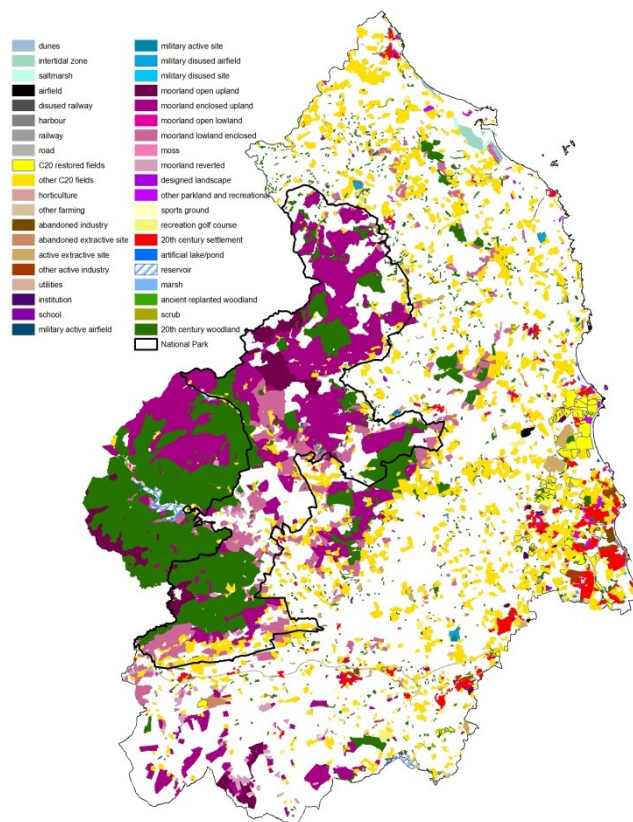 dunes
intertidal zone
saltmarsh
airfield
disused railway
harbour
railway
road
C20 restored fields
other C20 fields
horticulture
other farming
abandoned industry
abandoned extractive site
active extractive site
other active industry
utilities
institution
school
military active airfield
military active site
military disused airfield
military disused site
moorland open upland
moorland enclosed upland
moorland open lowland
moorland lowland enclosed
moss
moorland reverted
designed landscape
other parkland and recreational
sports ground
recreation golf course
20th century settlement
artificial lake/pond
reservoir
marsh
ancient replanted woodland
scrub
20th century woodland
National Park